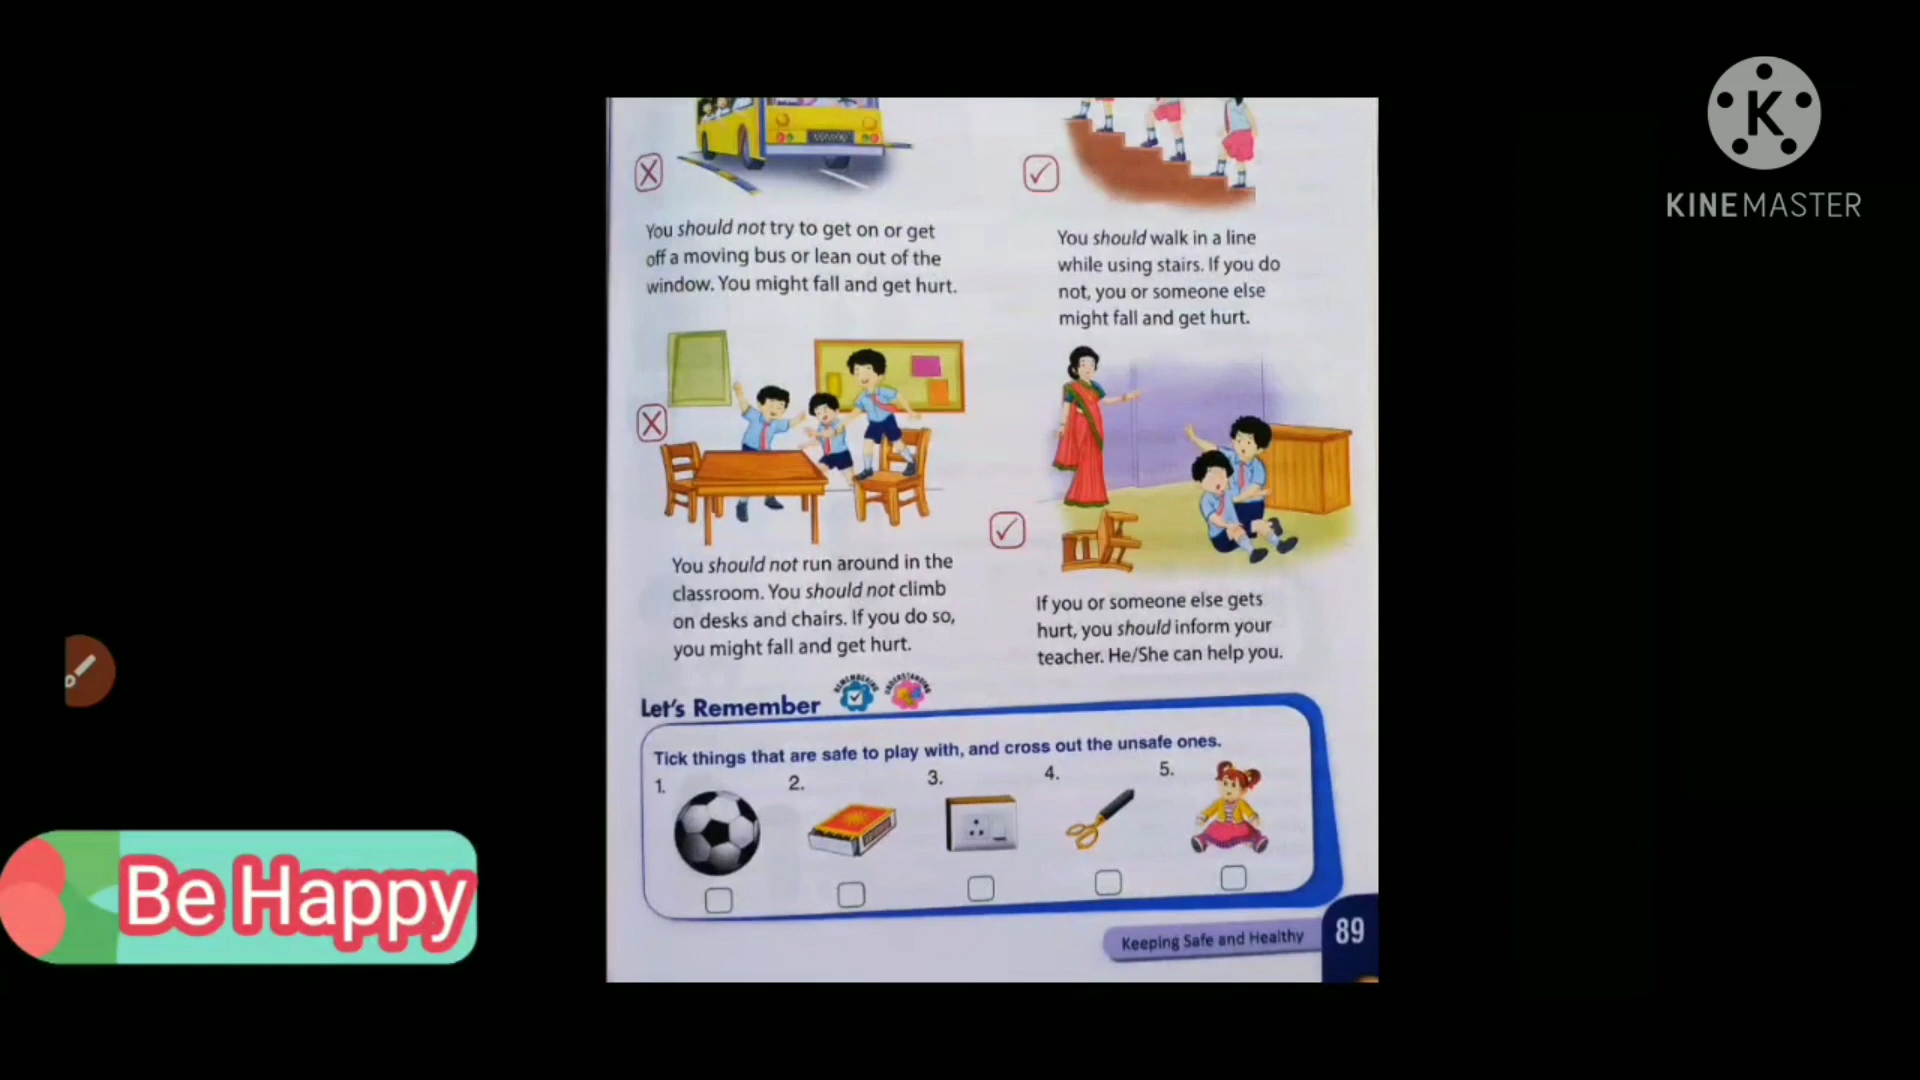 K
KINEMASTER
You should not try to get on or get
off a moving bus or lean out of the
window. You might fall and get hurt.
You should walk in a line
while using stairs. If you do
not, you or someone else
might fall and get hurt.
You should not run around in the
classroom. You should not climb
on desks and chairs. If you do so,
you might fall and get hurt.
If you or someone else gets
hurt, you should inform your
teacher. He/She can help you.
Let's Remember
REMEMBERING
UNDERSTANDING
Tick things that are safe to play with, and cross out the unsafe ones.
1.
2.
3.
4.
5.
Keeping Safe and Healthy
89
Be Happy